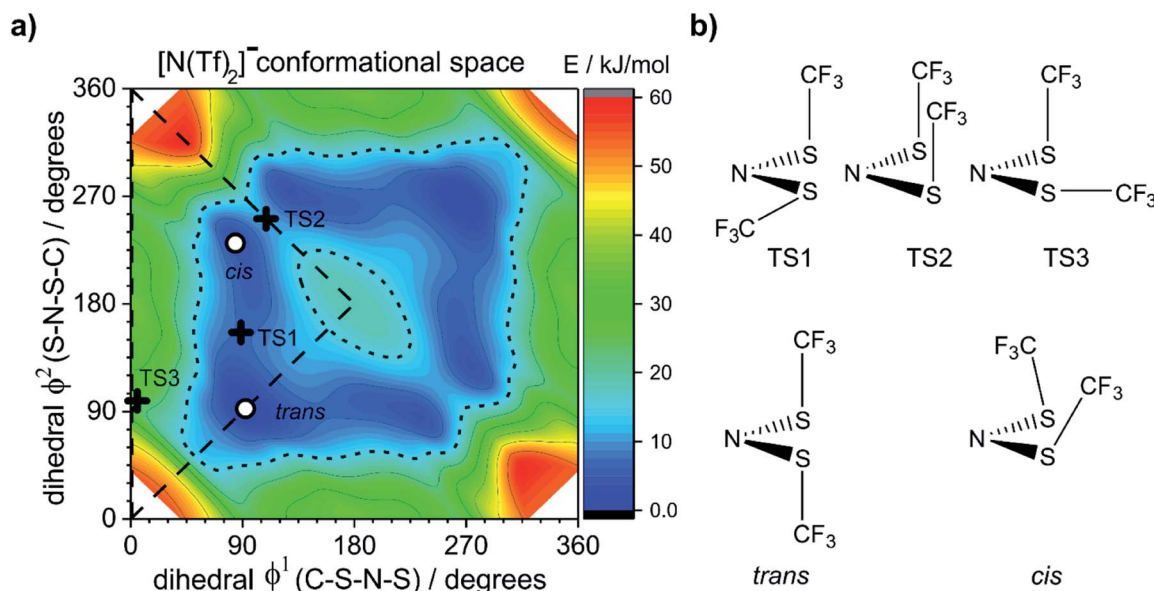 a)
[N(Tf)₂]⁻ conformational space
E / kJ/mol
360
270
180
90
0
dihedral ϕ² (S-N-S-C) / degrees
0
90
180
270
360
dihedral ϕ¹ (C-S-N-S) / degrees
TS2
cis
TS1
TS3
trans
60
50
40
30
20
10
0.0
b)
CF₃
S
N
S
F₃C
TS1
CF₃
CF₃
S
N
S
TS2
CF₃
S
N
S
CF₃
TS3
CF₃
S
N
S
CF₃
trans
F₃C
CF₃
S
N
S
cis